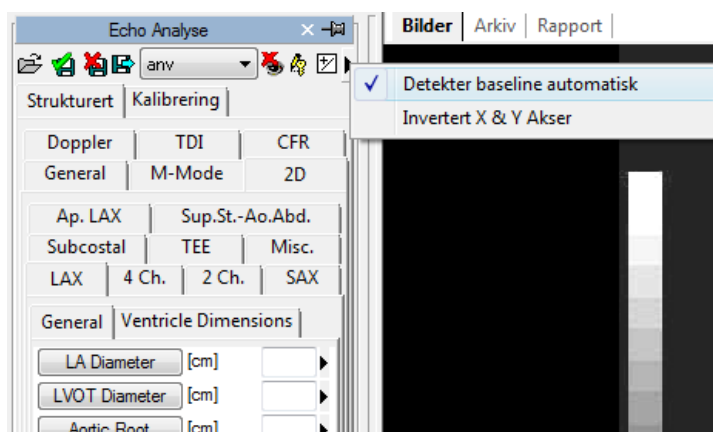 Echo Analyse
Bilder Arkiv Rapport
anv
Detekter baseline automatisk
Strukturert Kalibrering
Invertert X & Y Akser
Doppler TDI CFR
General M-Mode 2D
Ap. LAX Sup.St.-Ao.Abd.
Subcostal TEE Misc.
LAX 4 Ch. 2 Ch. SAX
General Ventricle Dimensions
LA Diameter [cm]
LVOT Diameter [cm]
Aortic Root [cm]